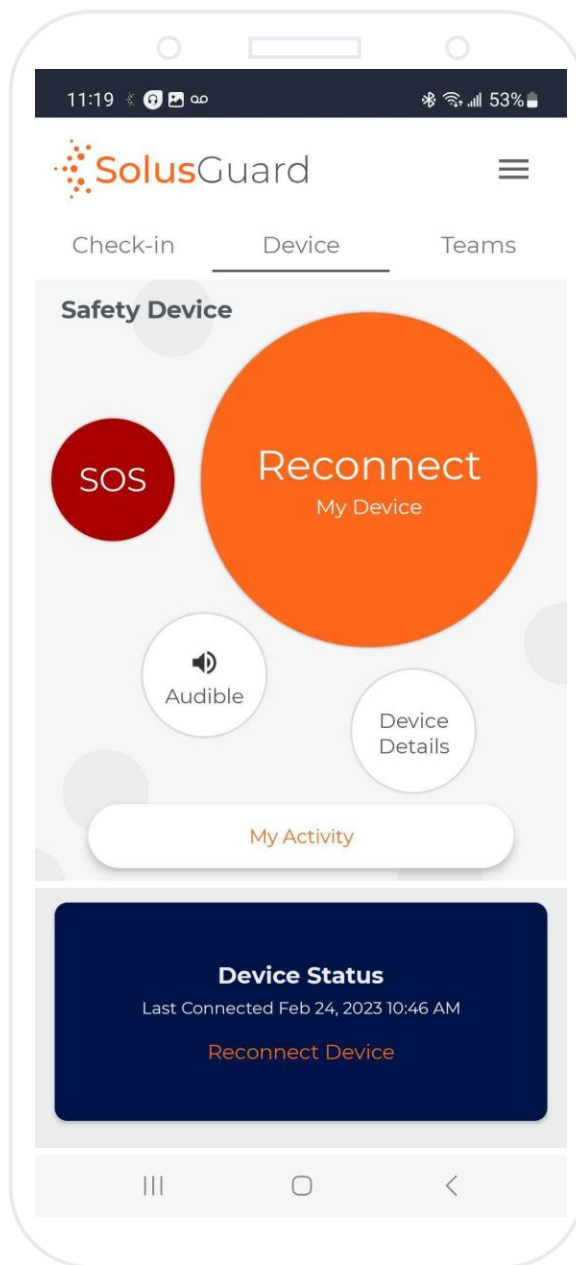 11:19
53%
SolusGuard
Check-in Device Teams
Safety Device
SOS
Reconnect
My Device
Audible
Device
Details
My Activity
Device Status
Last Connected Feb 24, 2023 10:46 AM
Reconnect Device